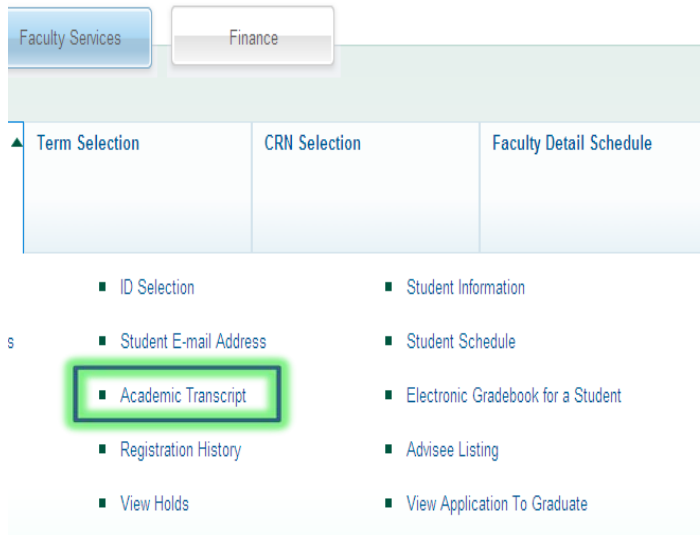 Faculty Services Finance
Term Selection CRN Selection Faculty Detail Schedule
ID Selection Student Information
s Student E-mail Address Student Schedule
Academic Transcript Electronic Gradebook for a Student
Registration History Advisee Listing
View Holds View Application To Graduate